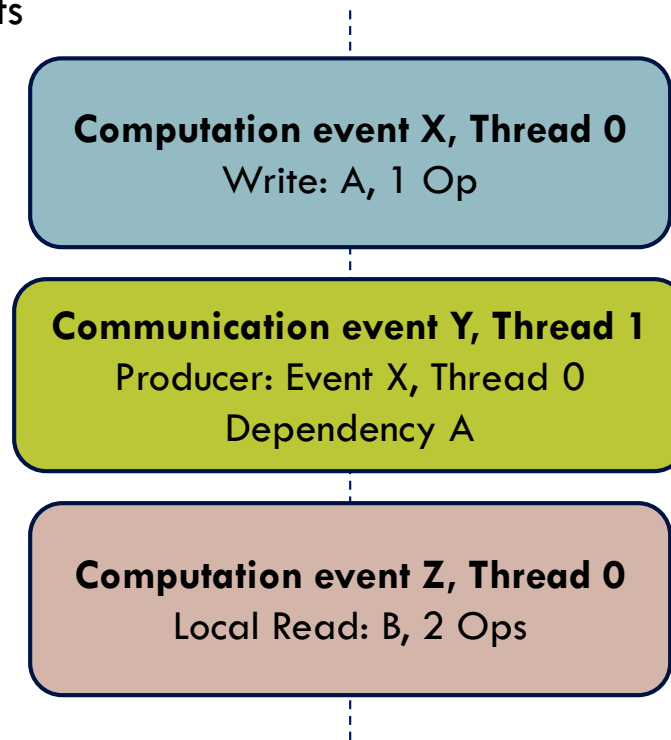 ts
Computation event X, Thread 0
Write: A, 1 Op
Communication event Y, Thread 1
Producer: Event X, Thread 0
Dependency A
Computation event Z, Thread 0
Local Read: B, 2 Ops